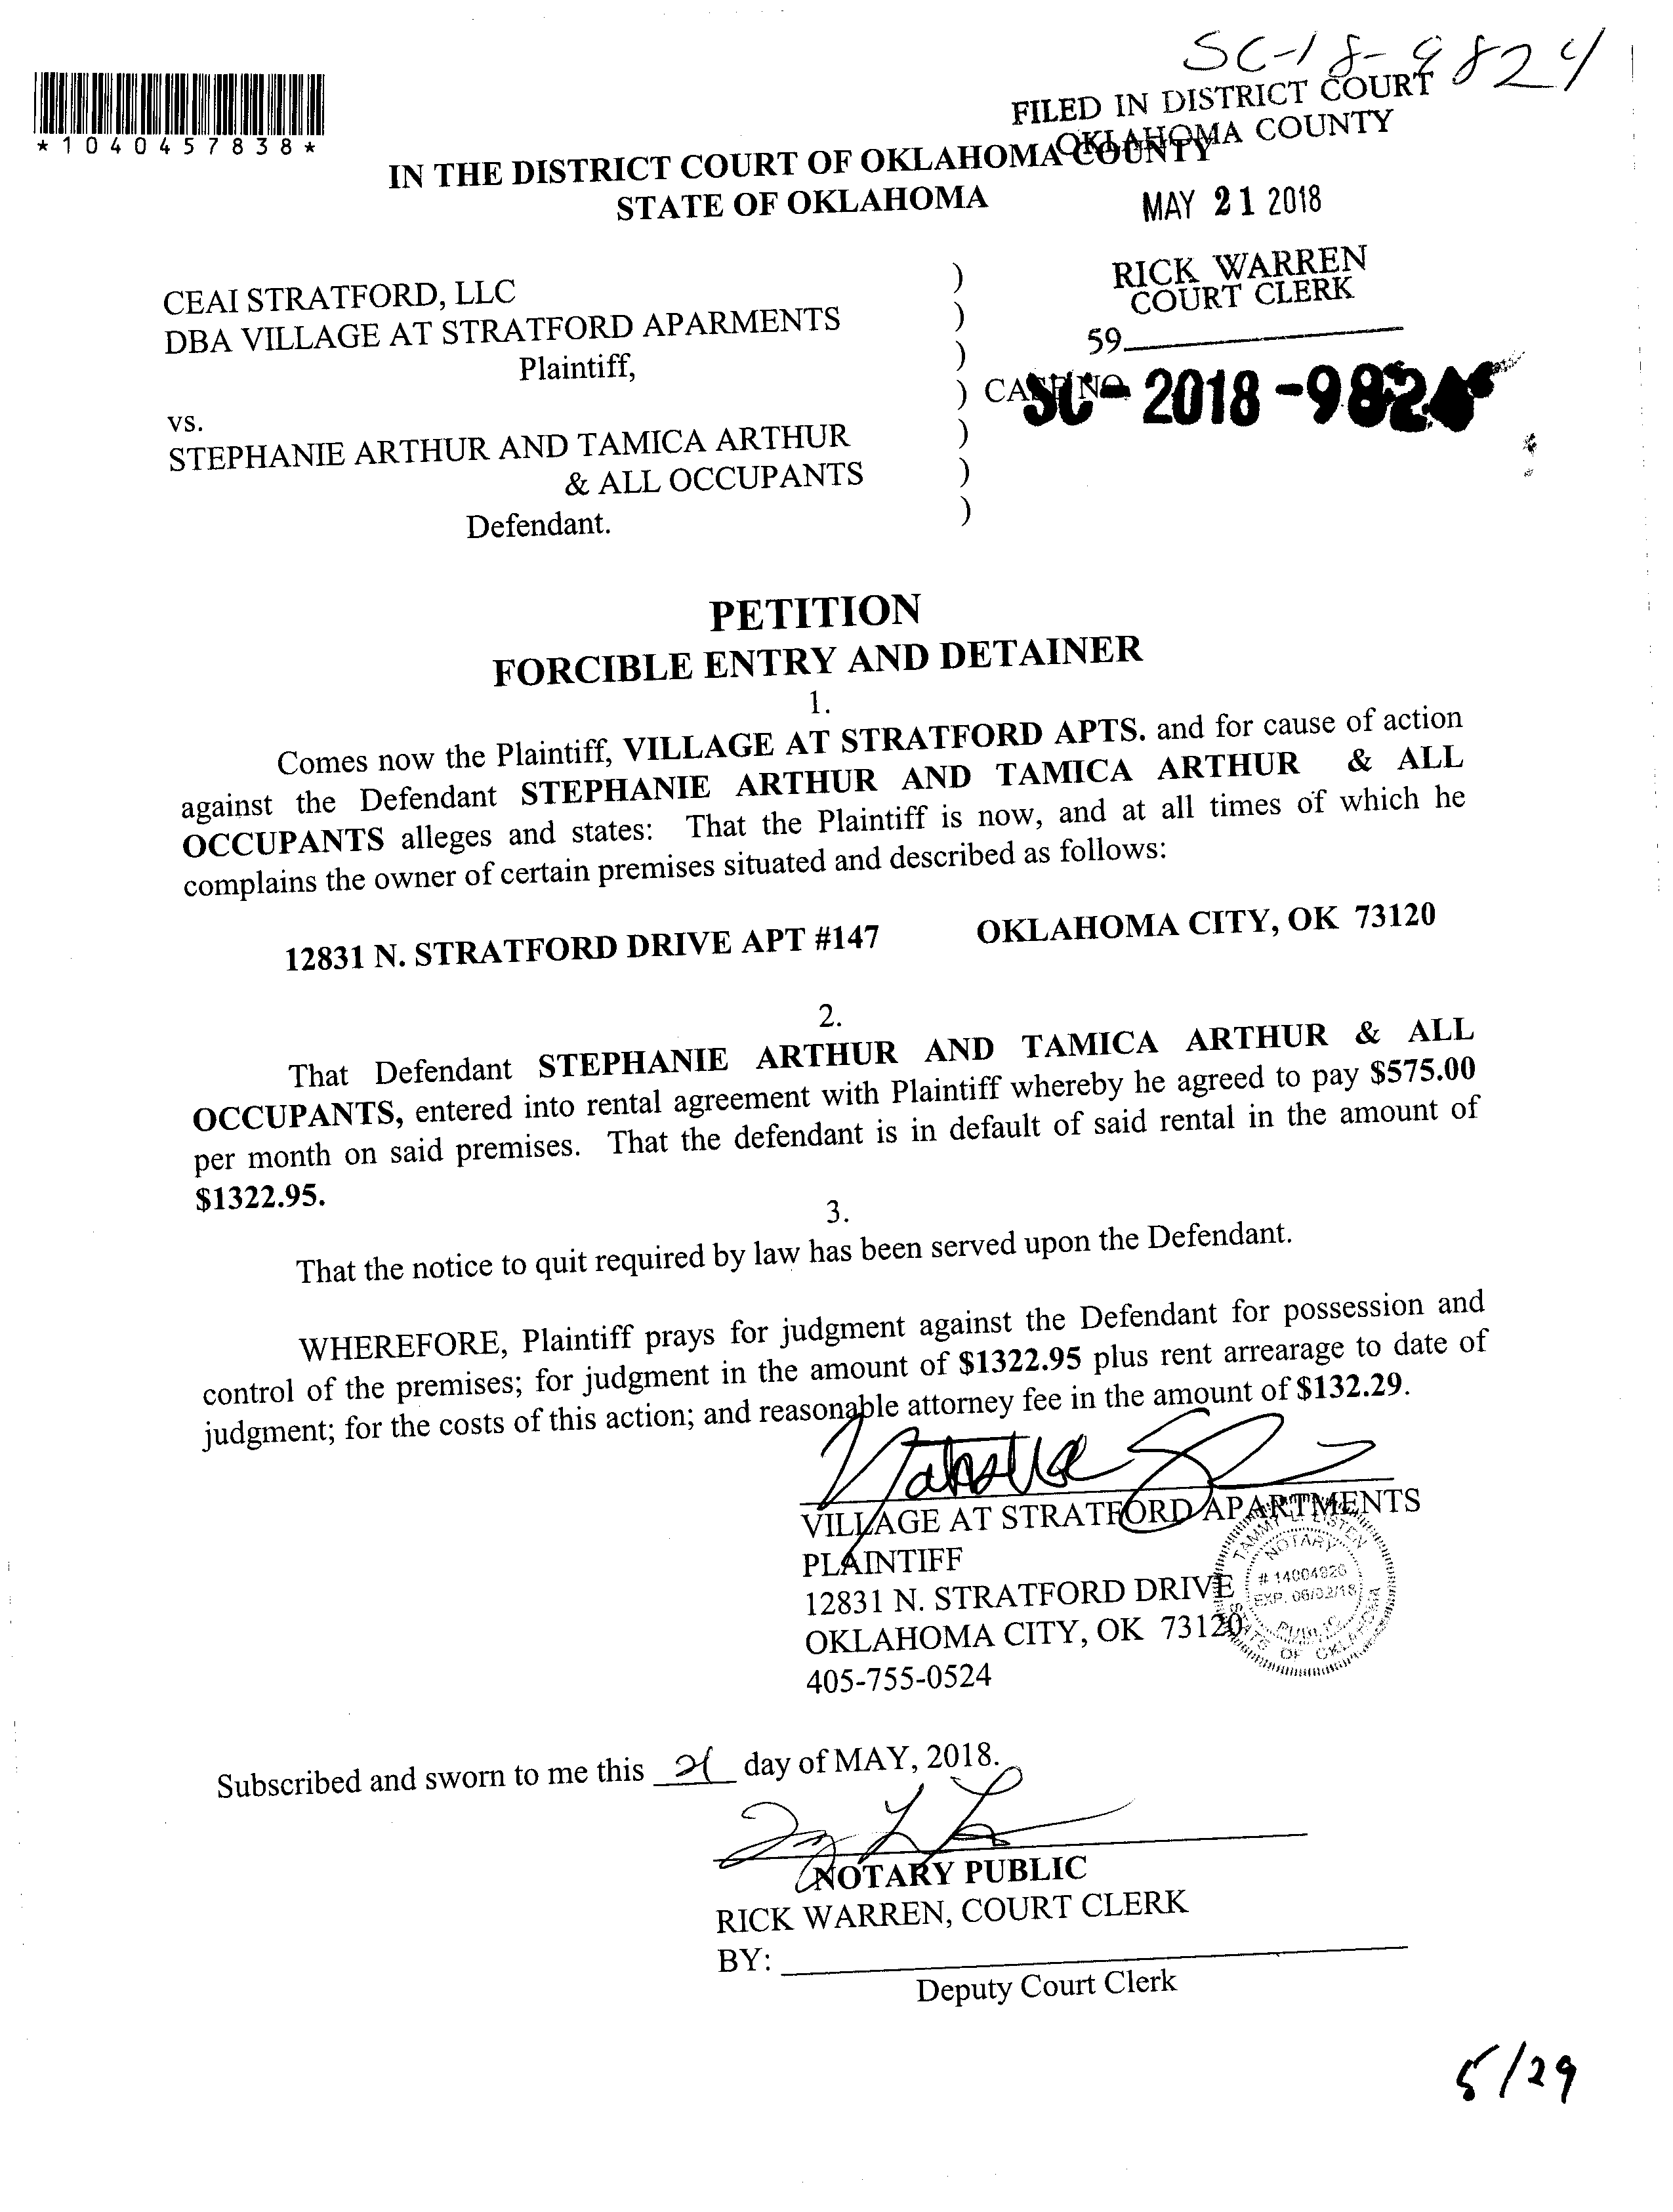 SC-18-9824
FILED IN DISTRICT COURT
OKLAHOMA COUNTY
*1040457838*
IN THE DISTRICT COURT OF OKLAHOMA COUNTY
STATE OF OKLAHOMA
MAY 21 2018
RICK WARREN
COURT CLERK
59
CEAI STRATFORD, LLC )
DBA VILLAGE AT STRATFORD APARMENTS )
Plaintiff, )
) CASE NO. SC-2018-9824
vs.
STEPHANIE ARTHUR AND TAMICA ARTHUR )
& ALL OCCUPANTS )
Defendant. )
PETITION
FORCIBLE ENTRY AND DETAINER
1.
Comes now the Plaintiff, VILLAGE AT STRATFORD APTS. and for cause of action
against the Defendant STEPHANIE ARTHUR AND TAMICA ARTHUR & ALL
OCCUPANTS alleges and states: That the Plaintiff is now, and at all times of which he
complains the owner of certain premises situated and described as follows:
12831 N. STRATFORD DRIVE APT #147 OKLAHOMA CITY, OK 73120
2.
That Defendant STEPHANIE ARTHUR AND TAMICA ARTHUR & ALL
OCCUPANTS, entered into rental agreement with Plaintiff whereby he agreed to pay $575.00
per month on said premises. That the defendant is in default of said rental in the amount of
$1322.95.
3.
That the notice to quit required by law has been served upon the Defendant.
WHEREFORE, Plaintiff prays for judgment against the Defendant for possession and
control of the premises; for judgment in the amount of $1322.95 plus rent arrearage to date of
judgment; for the costs of this action; and reasonable attorney fee in the amount of $132.29.
VILLAGE AT STRATFORD APARTMENTS
PLAINTIFF
12831 N. STRATFORD DRIVE
OKLAHOMA CITY, OK 73120
405-755-0524
TAMMY L. LISTEN
NOTARY
# 14004926
EXP. 06/02/18
PUBLIC
STATE OF OKLAHOMA
Subscribed and sworn to me this 21 day of MAY, 2018.
NOTARY PUBLIC
RICK WARREN, COURT CLERK
BY:
Deputy Court Clerk
5/29